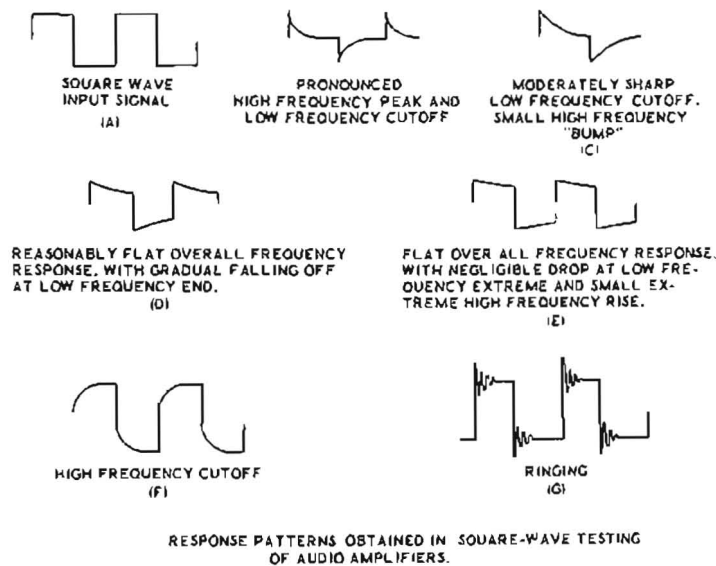 SQUARE WAVE
INPUT SIGNAL
(A)
PRONOUNCED
HIGH FREQUENCY PEAK AND
LOW FREQUENCY CUTOFF
MODERATELY SHARP
LOW FREQUENCY CUTOFF.
SMALL HIGH FREQUENCY
"BUMP"
(C)
REASONABLY FLAT OVERALL FREQUENCY
RESPONSE. WITH GRADUAL FALLING OFF
AT LOW FREQUENCY END.
(D)
FLAT OVER ALL FREQUENCY RESPONSE,
WITH NEGLIGIBLE DROP AT LOW FRE-
QUENCY EXTREME AND SMALL EX-
TREME HIGH FREQUENCY RISE.
(E)
HIGH FREQUENCY CUTOFF
(F)
RINGING
(G)
RESPONSE PATTERNS OBTAINED IN SQUARE-WAVE TESTING
OF AUDIO AMPLIFIERS.